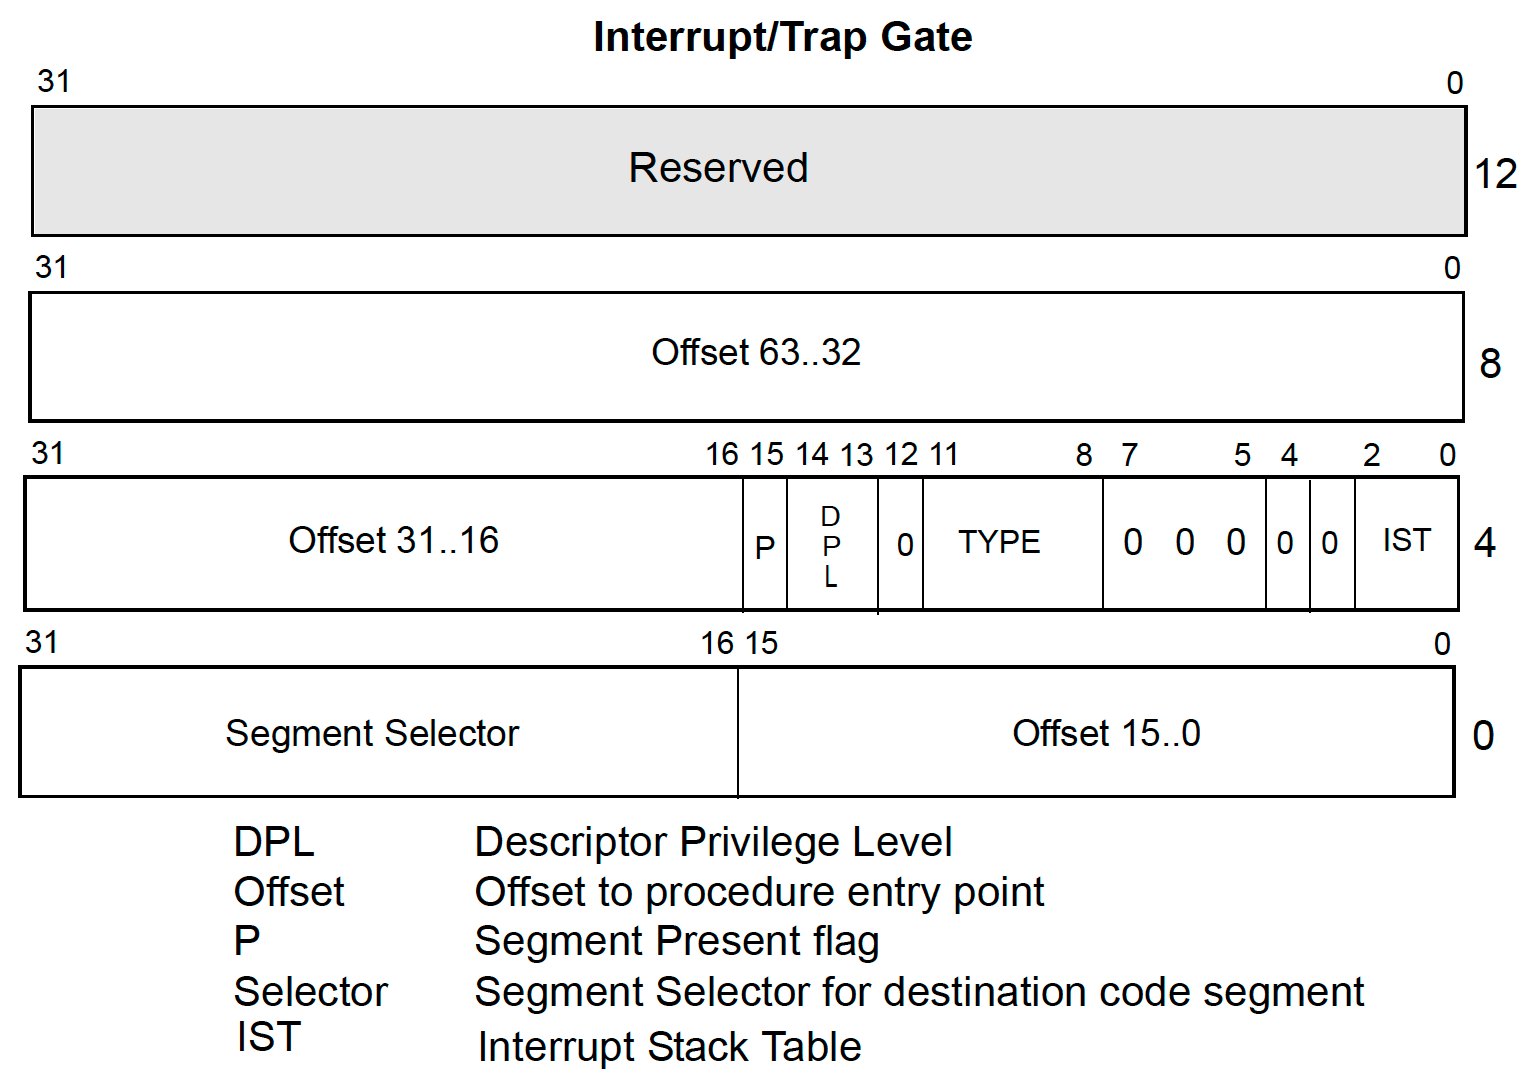 Interrupt/Trap Gate
31 0
Reserved 12
31 0
Offset 63..32 8
31 16 15 14 13 12 11 8 7 5 4 2 0
Offset 31..16 P DPL 0 TYPE 0 0 0 0 0 IST 4
31 16 15 0
Segment Selector Offset 15..0 0
DPL Descriptor Privilege Level
Offset Offset to procedure entry point
P Segment Present flag
Selector Segment Selector for destination code segment
IST Interrupt Stack Table